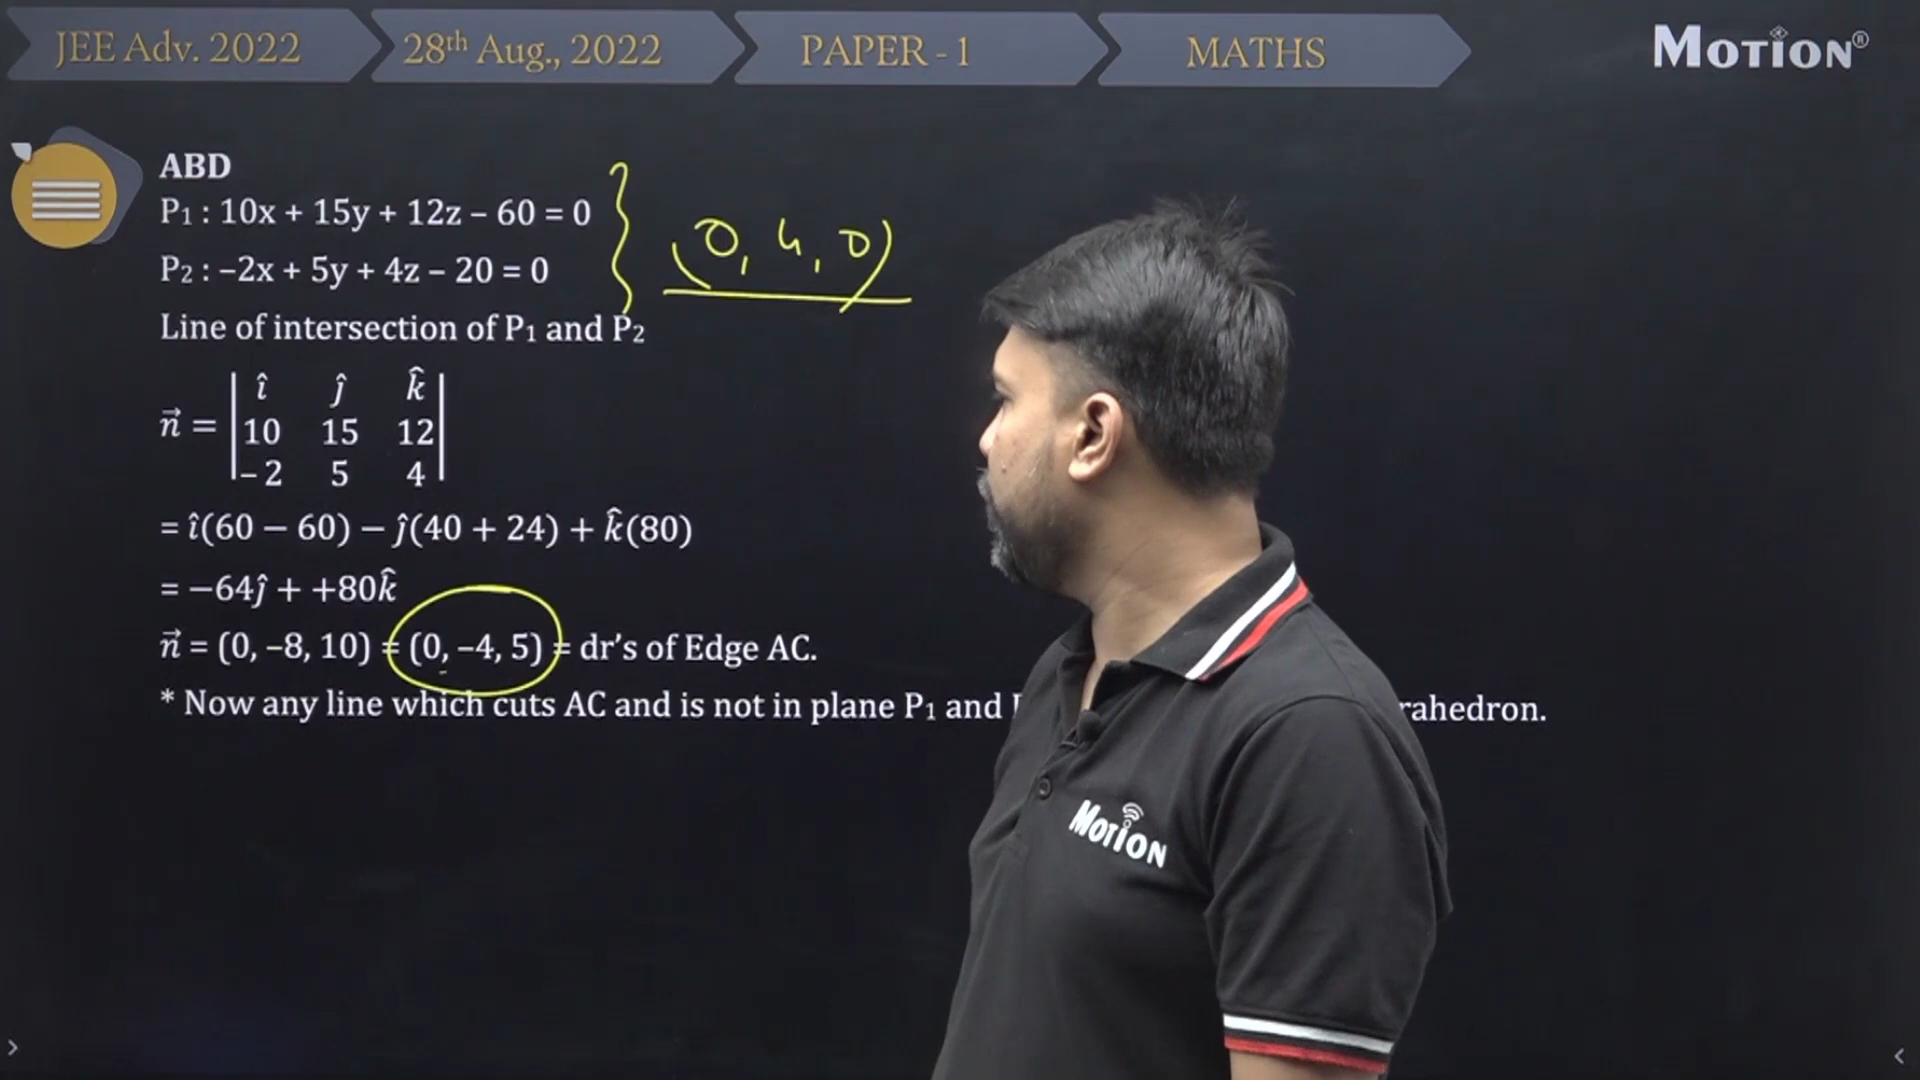 JEE Adv. 2022
28th Aug., 2022
PAPER - 1
MATHS
MOTION®
ABD
P₁ : 10x + 15y + 12z – 60 = 0
P₂ : –2x + 5y + 4z – 20 = 0
(0, 4, 0)
Line of intersection of P₁ and P₂
n⃗ = | î ĵ k̂ |
10 15 12
–2 5 4
= î(60 − 60) − ĵ(40 + 24) + k̂(80)
= −64ĵ + +80k̂
n⃗ = (0, –8, 10) = (0, –4, 5) = dr's of Edge AC.
* Now any line which cuts AC and is not in plane P₁ and
MOTION